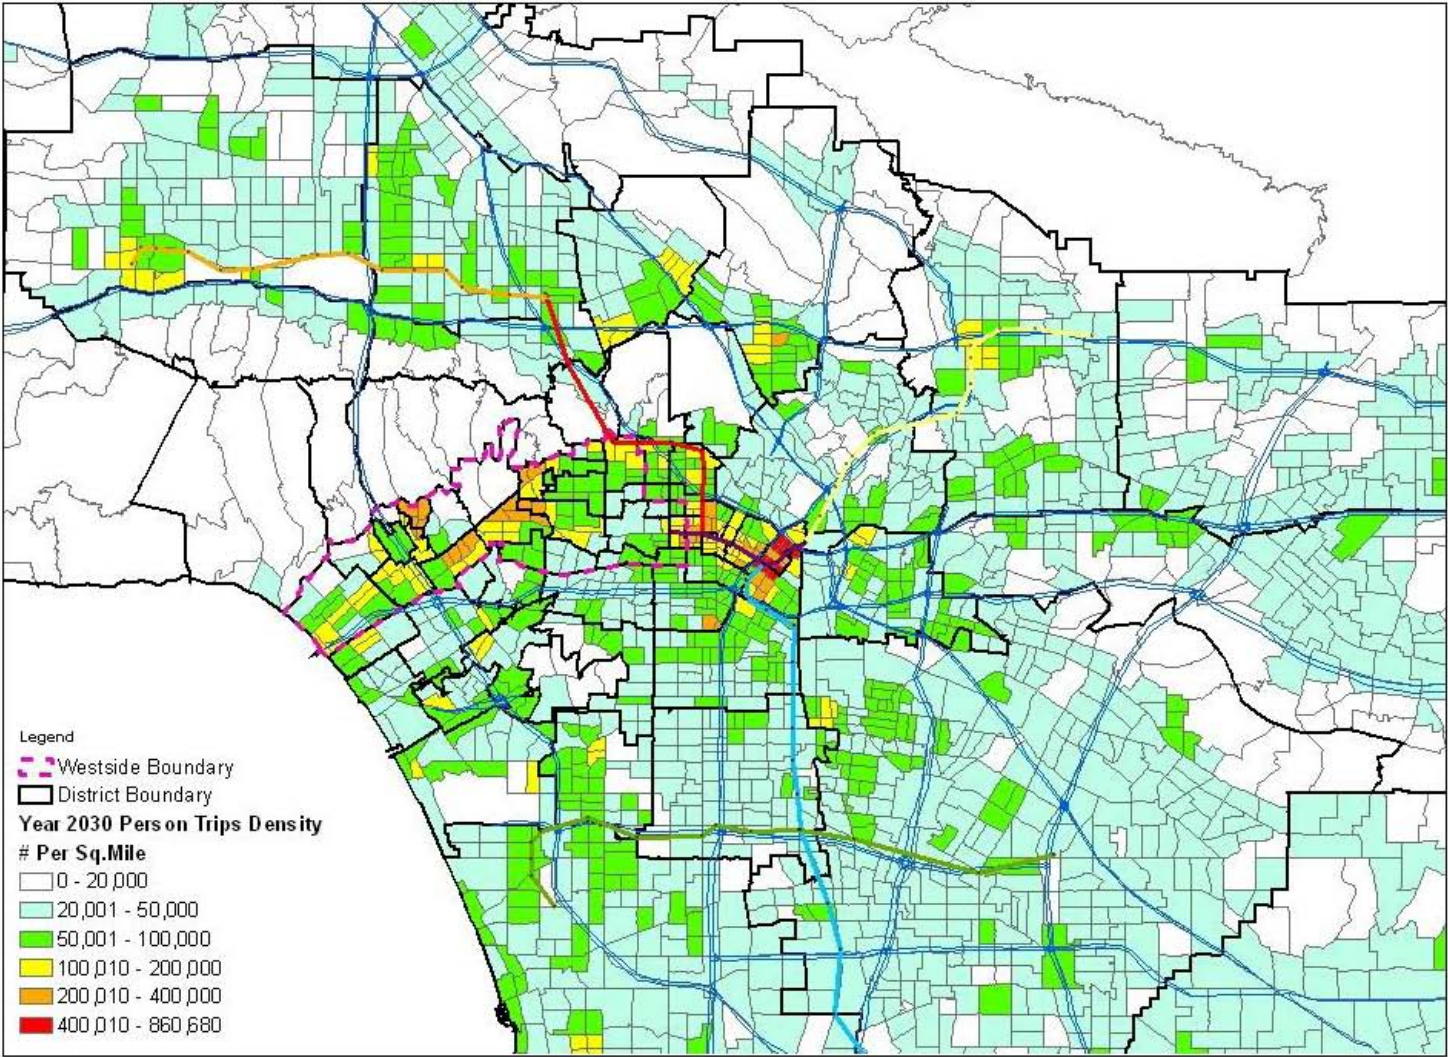 Legend
Westside Boundary
District Boundary
Year 2030 Person Trips Density
# Per Sq.Mile
0 - 20,000
20,001 - 50,000
50,001 - 100,000
100,010 - 200,000
200,010 - 400,000
400,010 - 860,680